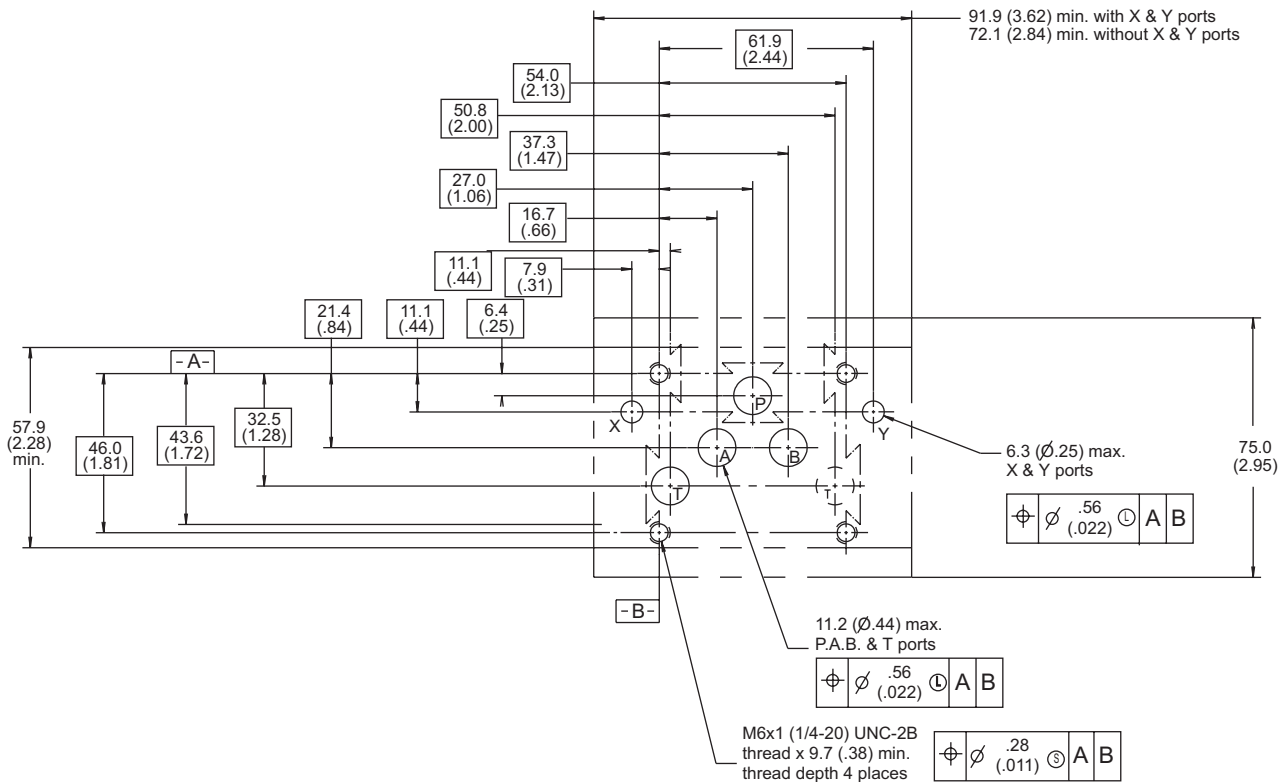 91.9 (3.62) min. with X & Y ports
72.1 (2.84) min. without X & Y ports
61.9
(2.44)
54.0
(2.13)
50.8
(2.00)
37.3
(1.47)
27.0
(1.06)
16.7
(.66)
11.1
(.44)
7.9
(.31)
21.4
(.84)
11.1
(.44)
6.4
(.25)
-A-
57.9
(2.28)
min.
46.0
(1.81)
43.6
(1.72)
32.5
(1.28)
P
X
Y
A
B
T
T
6.3 (Ø.25) max.
X & Y ports
⌖ Ø .56 (.022) Ⓛ A B
75.0
(2.95)
-B-
11.2 (Ø.44) max.
P.A.B. & T ports
⌖ Ø .56 (.022) Ⓛ A B
M6x1 (1/4-20) UNC-2B
thread x 9.7 (.38) min.
thread depth 4 places
⌖ Ø .28 (.011) Ⓢ A B